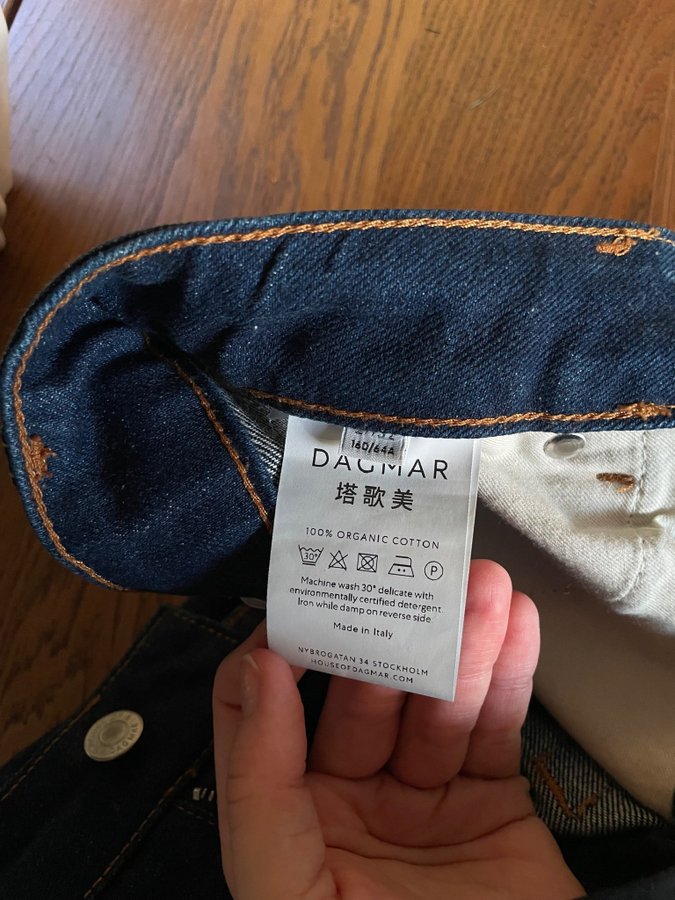 160/64A
DAGMAR
塔歌美
100% ORGANIC COTTON
30°
P
Machine wash 30° delicate with
environmentally certified detergent.
Iron while damp on reverse side.
Made in Italy
NYBROGATAN 34 STOCKHOLM
HOUSEOFDAGMAR.COM